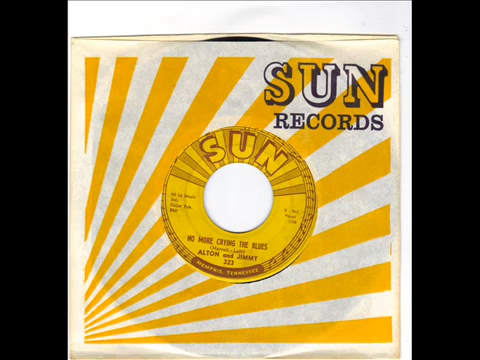 SUN
RECORDS
SUN
NO MORE CRYING THE BLUES
ALTON and JIMMY
323
MEMPHIS, TENNESSEE